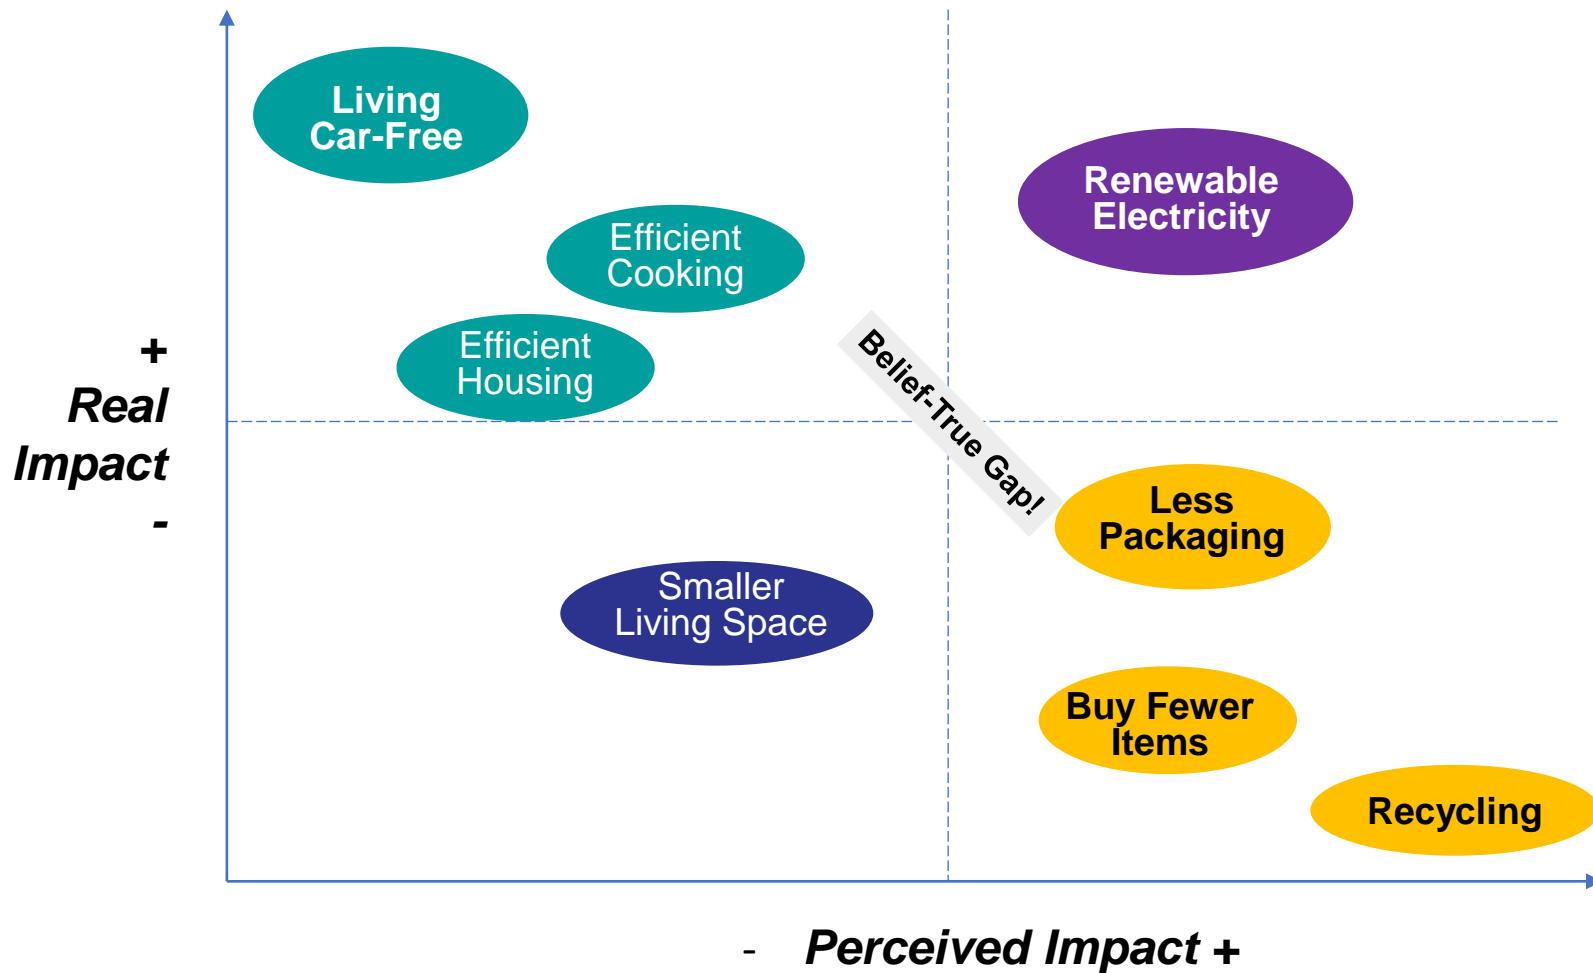 Living
Car-Free
Renewable
Electricity
Efficient
Cooking
Efficient
Housing
+
Real
Impact
-
Belief-True Gap!
Less
Packaging
Smaller
Living Space
Buy Fewer
Items
Recycling
- Perceived Impact +